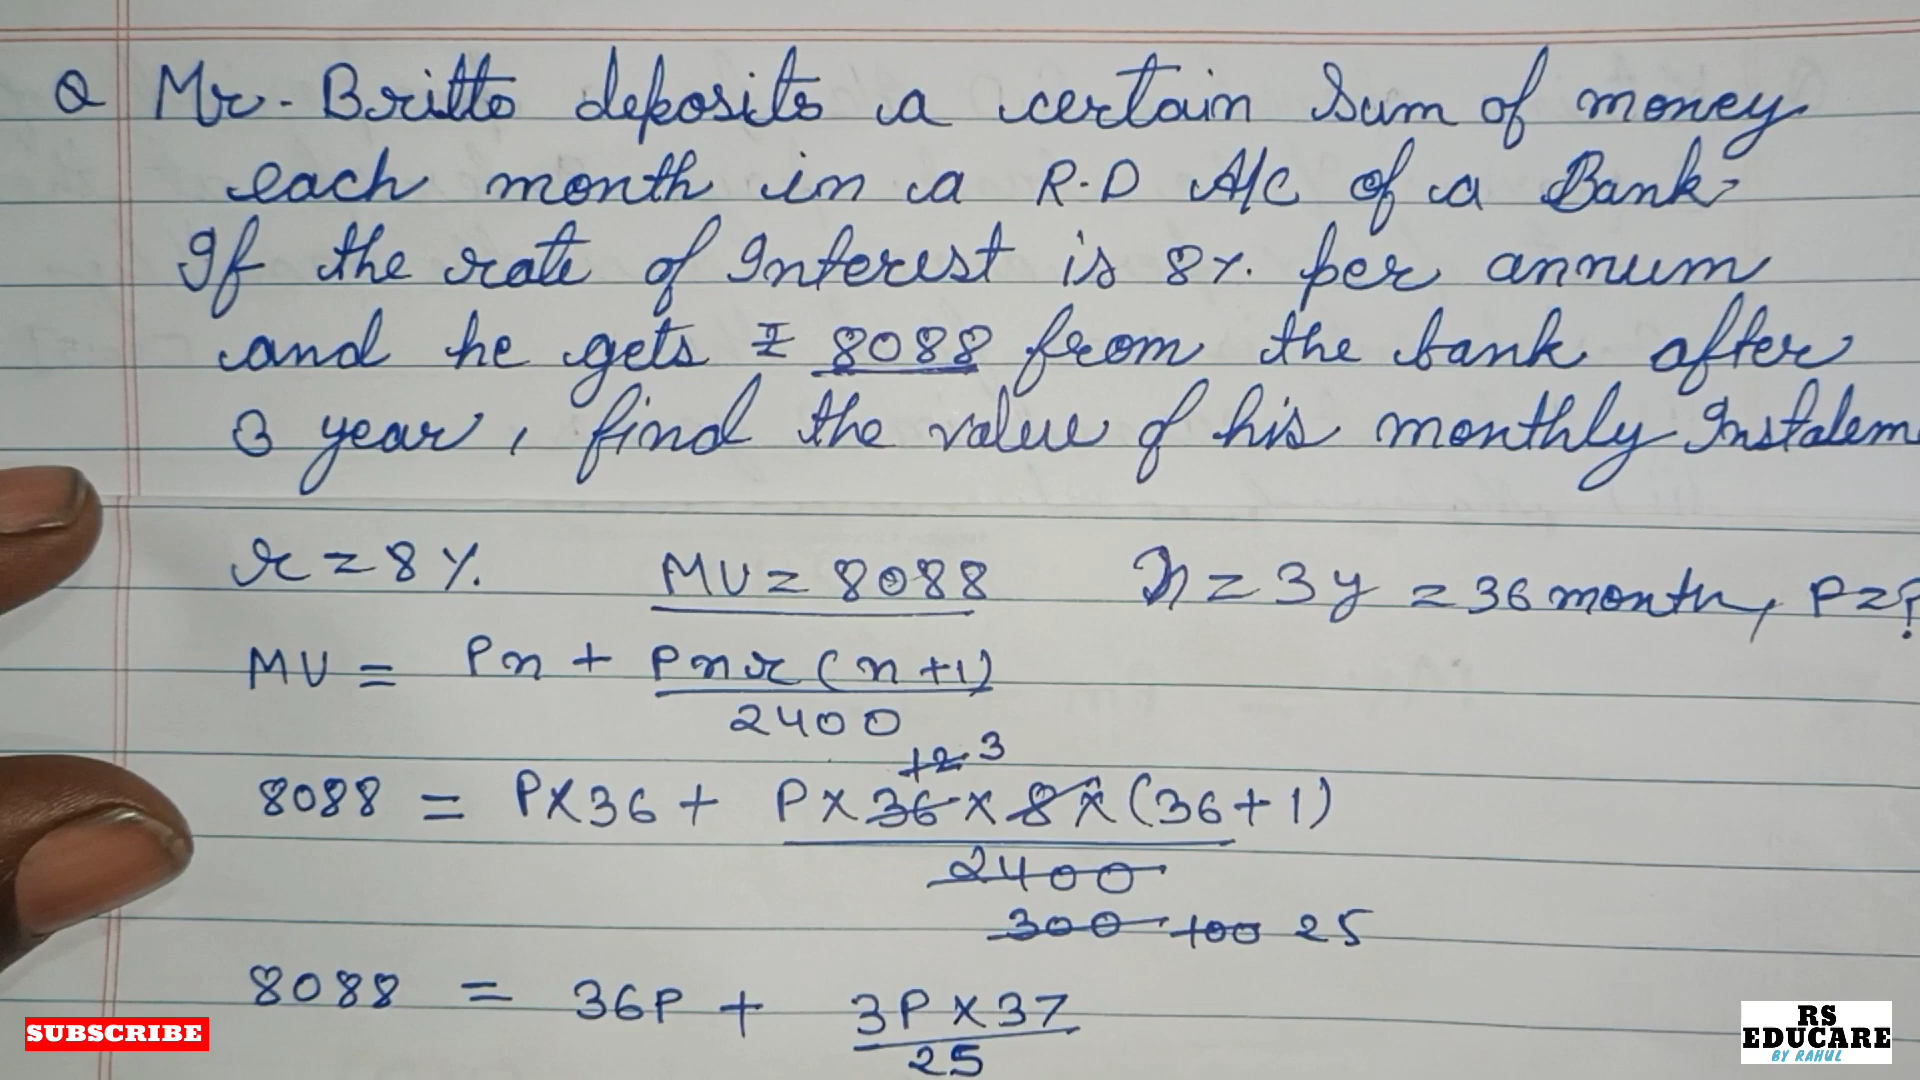 Q Mr. Britto deposits a certain Sum of money
each month in a R.D A/C of a Bank.
If the rate of Interest is 8%. per annum
and he gets ₹ 8088 from the bank after
3 year, find the value of his monthly Instalem
r = 8%. MV = 8088 n = 3y = 36 month, P = ?
MV = Pn + Pnr(n+1)
2400
12 3
8088 = P×36 + P×36×8×(36+1)
2400
300 100 25
8088 = 36P + 3P×37
25
SUBSCRIBE
RS
EDUCARE
BY RAHUL